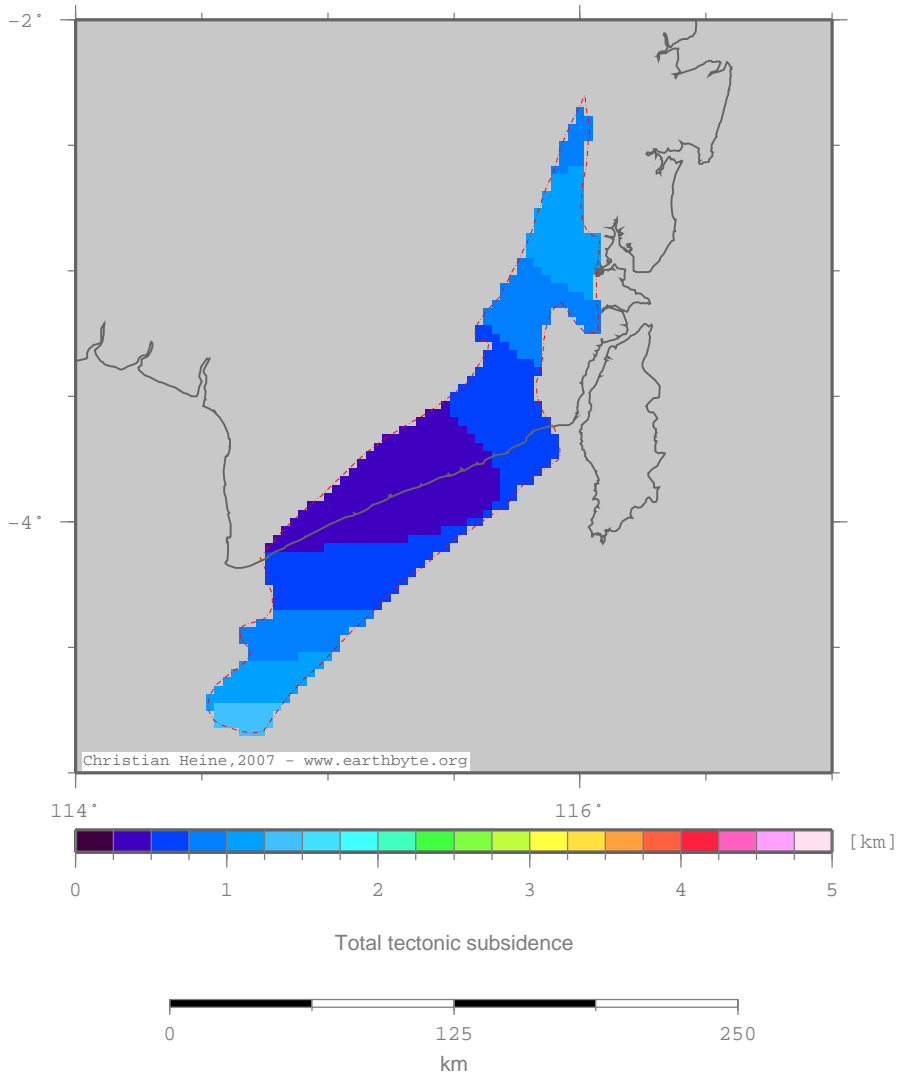 -2°
-4°
Christian Heine,2007 - www.earthbyte.org
114° 116°
[km]
0 1 2 3 4 5
Total tectonic subsidence
0 125 250
km